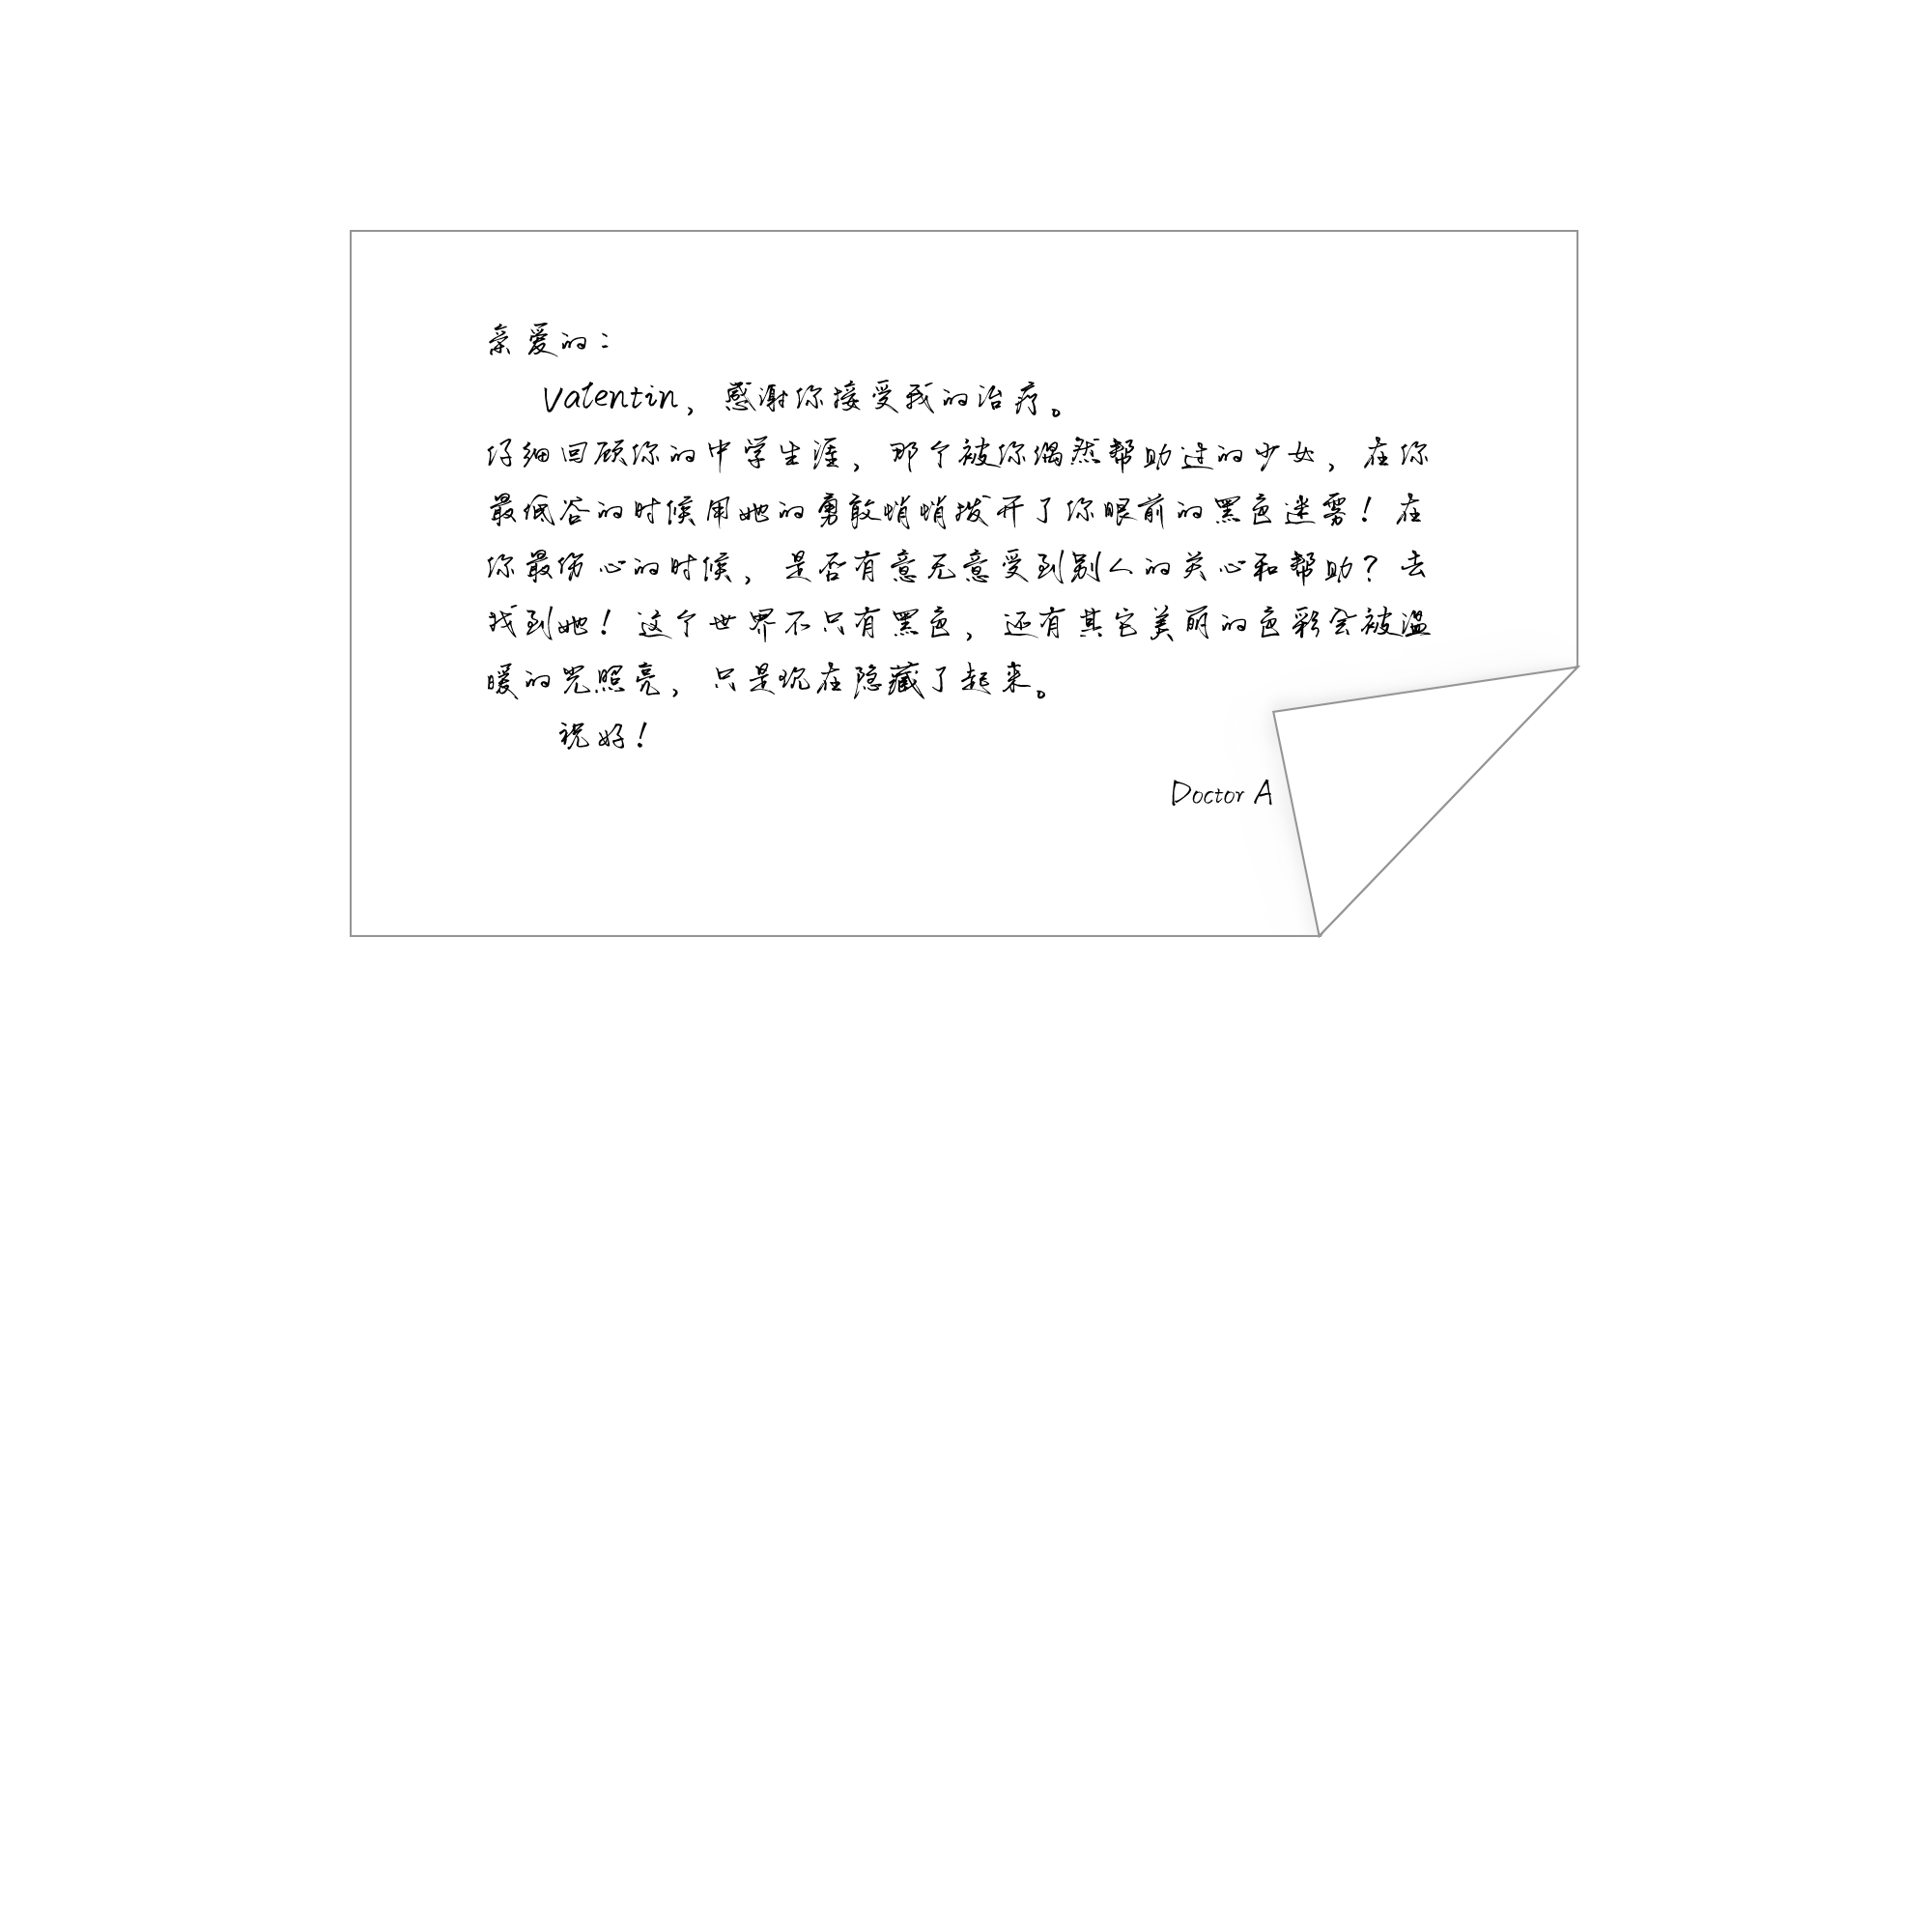 亲爱的：
Vatentin，感谢你接受我的治疗。
仔细回顾你的中学生涯，那个被你偶然帮助过的少女，在你
最低谷的时候用她的勇敢悄悄拨开了你眼前的黑色迷雾！在
你最伤心的时候，是否有意无意受到别人的关心和帮助？去
找到她！这个世界不只有黑色，还有其它美丽的色彩会被温
暖的光照亮，只是现在隐藏了起来。
祝好！
Doctor A